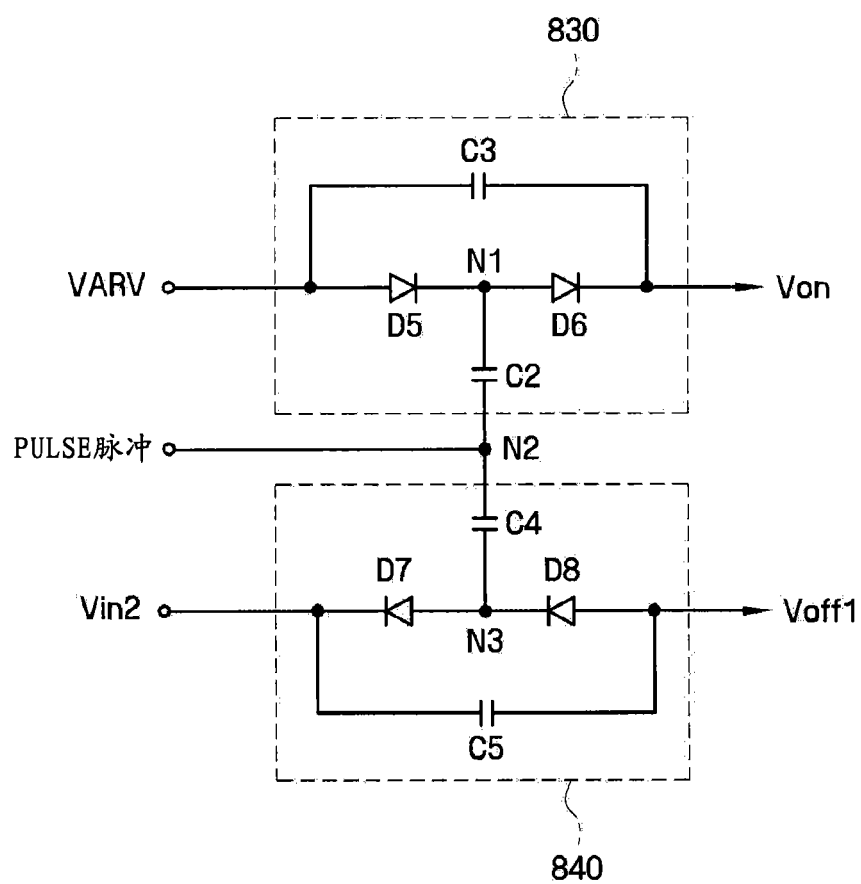 830
C3
VARV
N1
Von
D5
D6
C2
PULSE脉冲
N2
C4
D7
D8
Vin2
N3
Voff1
C5
840